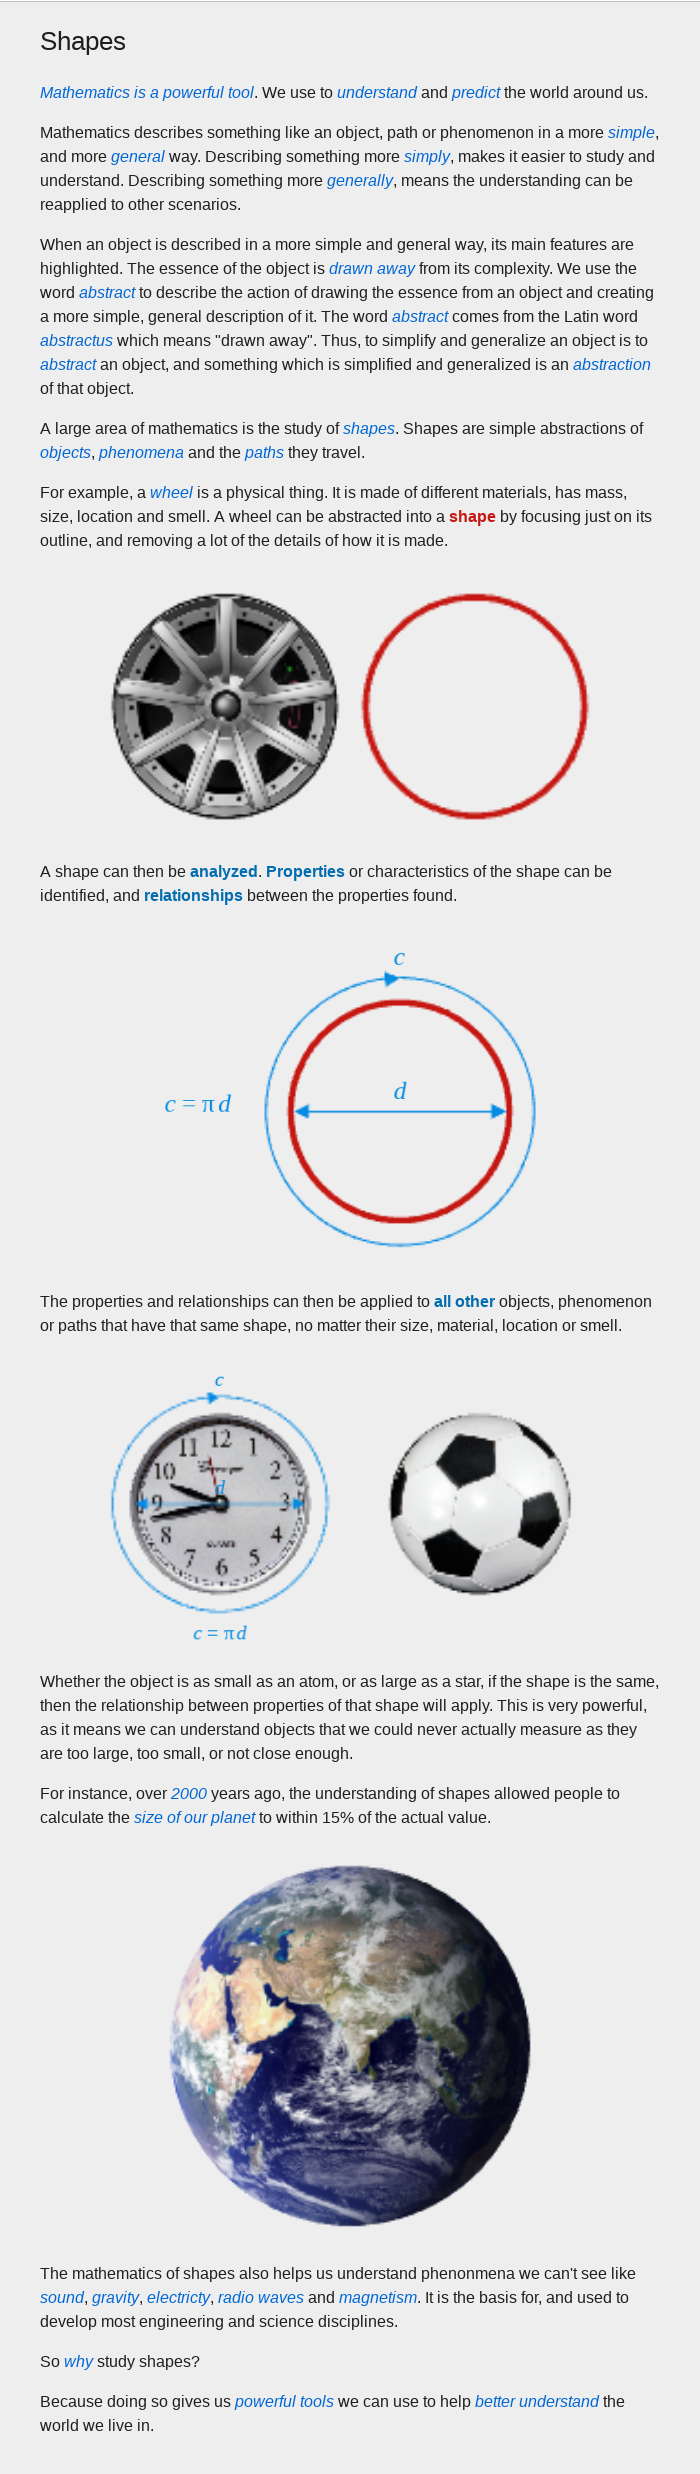 Shapes
Mathematics is a powerful tool. We use to understand and predict the world around us.
Mathematics describes something like an object, path or phenomenon in a more simple,
and more general way. Describing something more simply, makes it easier to study and
understand. Describing something more generally, means the understanding can be
reapplied to other scenarios.
When an object is described in a more simple and general way, its main features are
highlighted. The essence of the object is drawn away from its complexity. We use the
word abstract to describe the action of drawing the essence from an object and creating
a more simple, general description of it. The word abstract comes from the Latin word
abstractus which means "drawn away". Thus, to simplify and generalize an object is to
abstract an object, and something which is simplified and generalized is an abstraction
of that object.
A large area of mathematics is the study of shapes. Shapes are simple abstractions of
objects, phenomena and the paths they travel.
For example, a wheel is a physical thing. It is made of different materials, has mass,
size, location and smell. A wheel can be abstracted into a shape by focusing just on its
outline, and removing a lot of the details of how it is made.
A shape can then be analyzed. Properties or characteristics of the shape can be
identified, and relationships between the properties found.
c
d
c = π d
The properties and relationships can then be applied to all other objects, phenomenon
or paths that have that same shape, no matter their size, material, location or smell.
c
12
11 1
10 2
d
9 3
8 4
7 5
6
c = π d
Whether the object is as small as an atom, or as large as a star, if the shape is the same,
then the relationship between properties of that shape will apply. This is very powerful,
as it means we can understand objects that we could never actually measure as they
are too large, too small, or not close enough.
For instance, over 2000 years ago, the understanding of shapes allowed people to
calculate the size of our planet to within 15% of the actual value.
The mathematics of shapes also helps us understand phenonmena we can't see like
sound, gravity, electricty, radio waves and magnetism. It is the basis for, and used to
develop most engineering and science disciplines.
So why study shapes?
Because doing so gives us powerful tools we can use to help better understand the
world we live in.